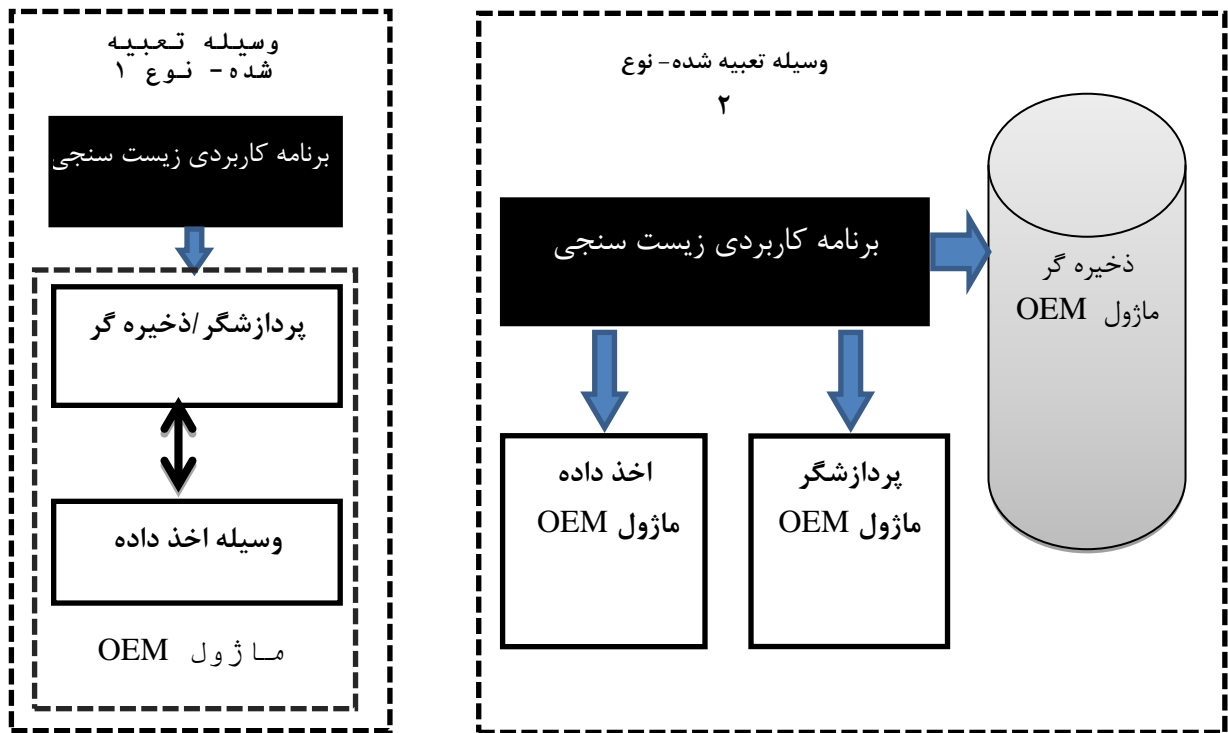 وسیله تعبیه
شده - نوع ۱
برنامه کاربردی زیست سنجی
پردازشگر/ذخیره گر
وسیله اخذ داده
ماژول OEM
وسیله تعبیه شده - نوع
۲
برنامه کاربردی زیست سنجی
ذخیره گر
ماژول OEM
اخذ داده
ماژول OEM
پردازشگر
ماژول OEM